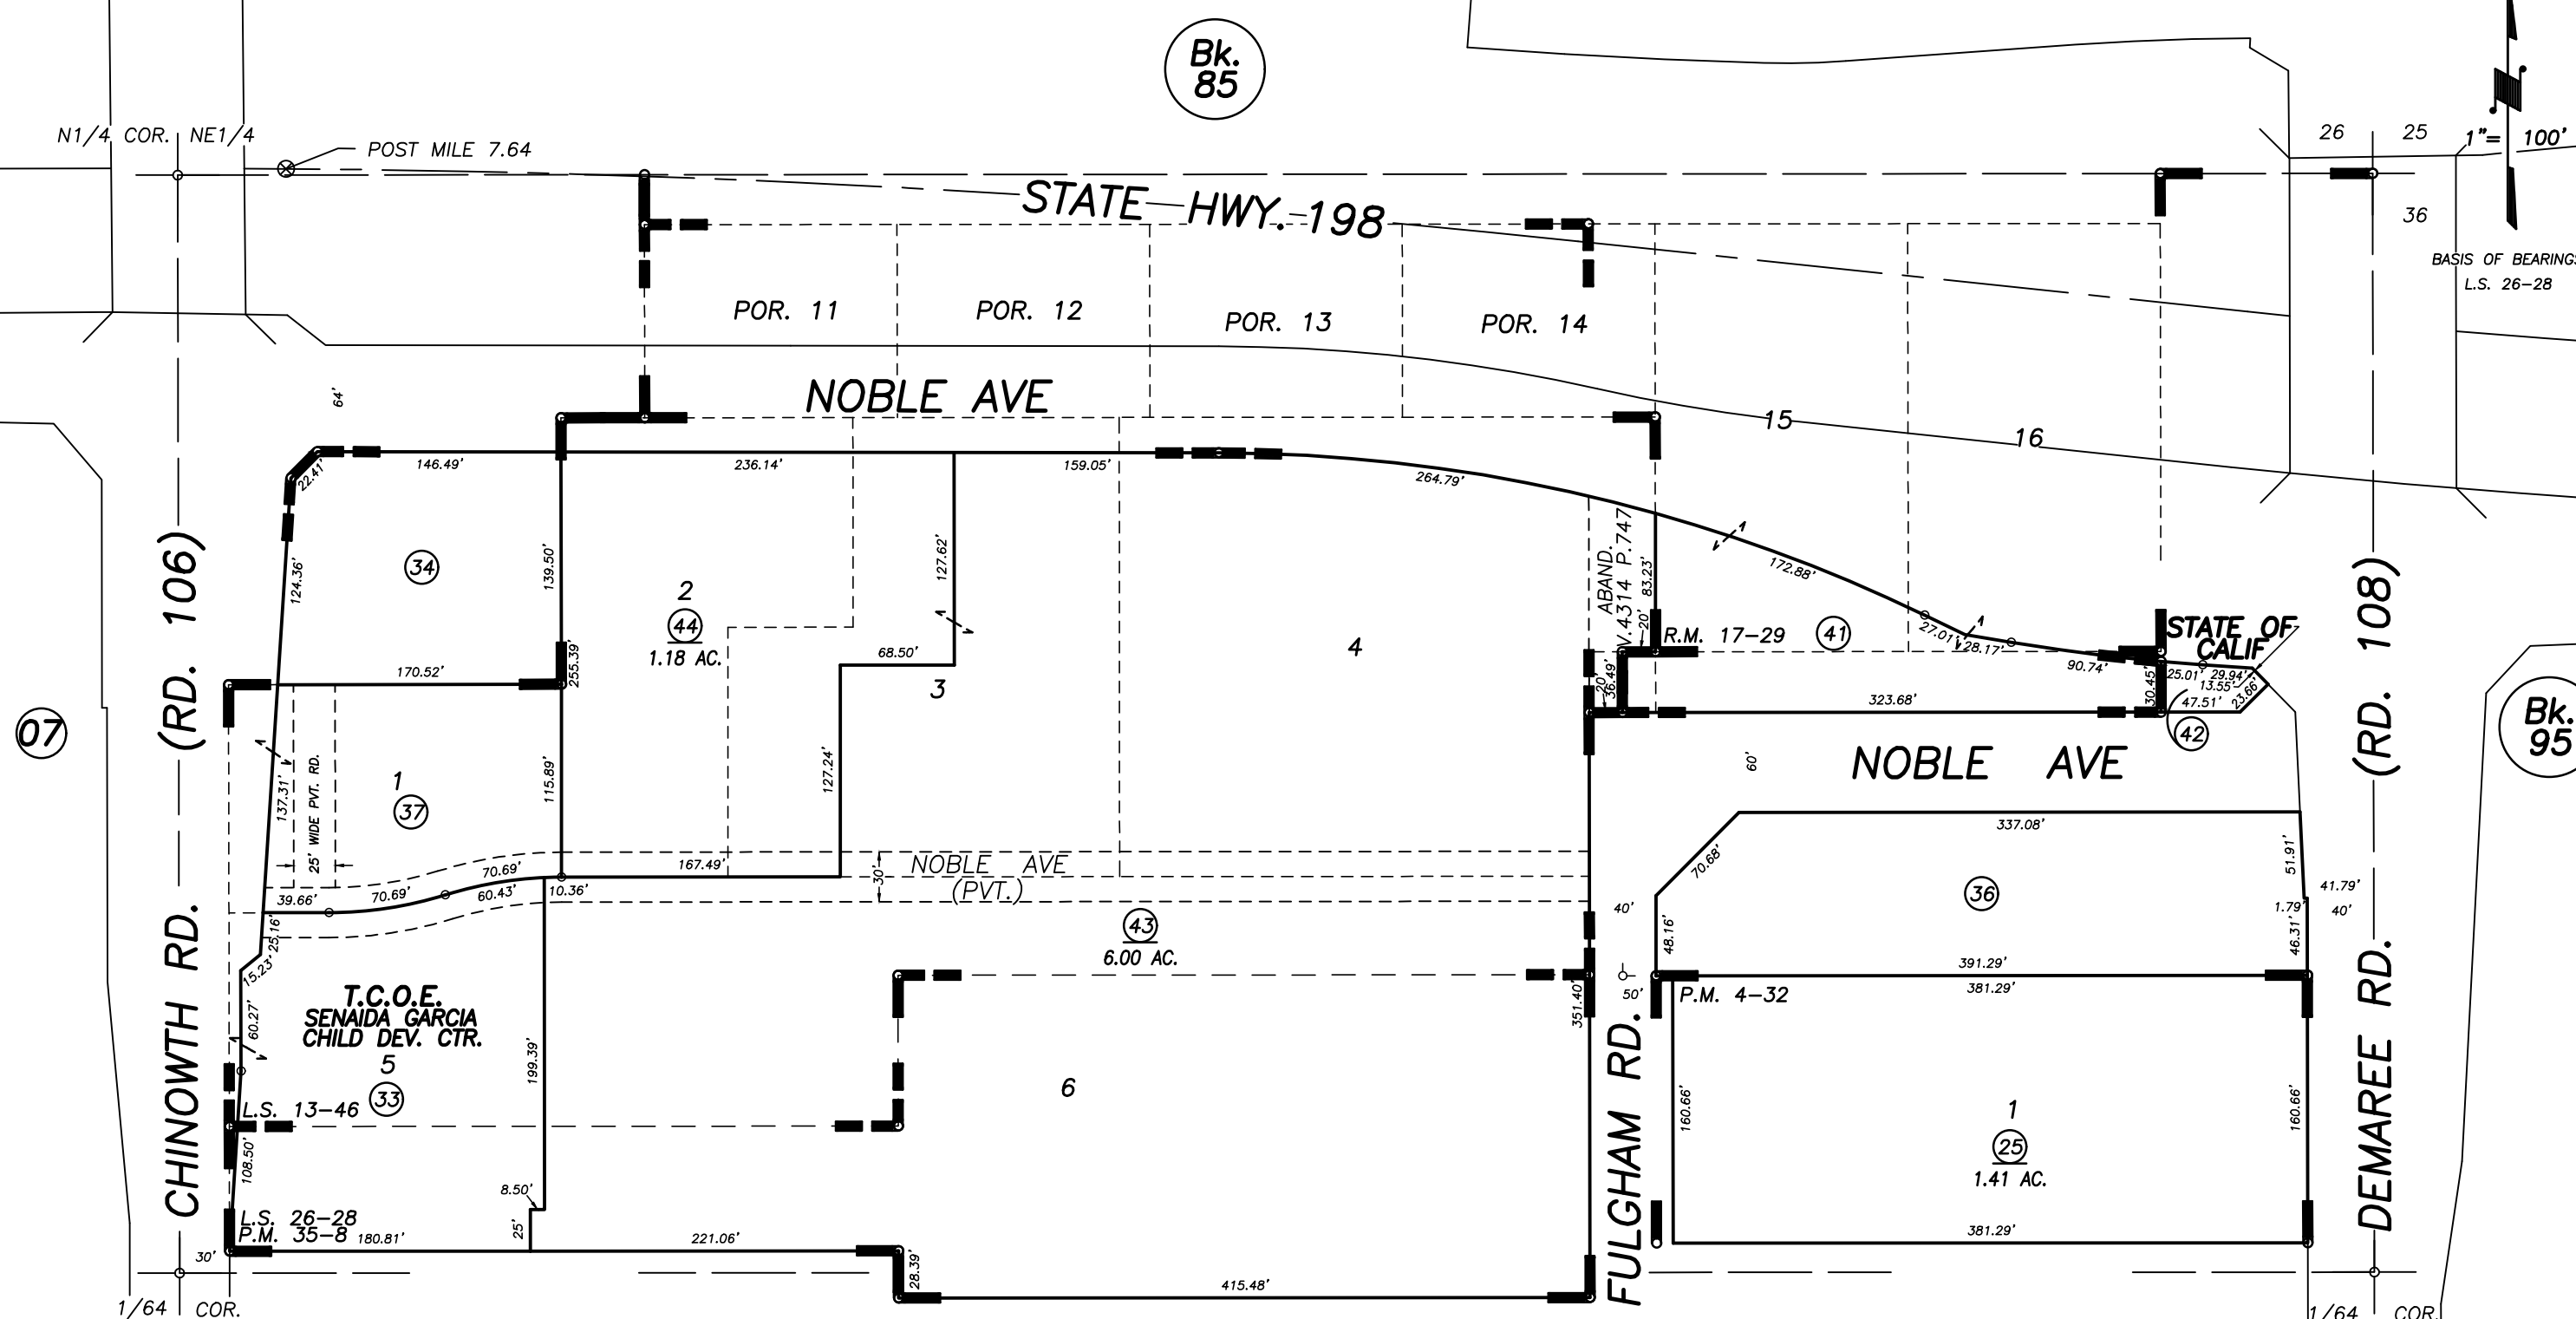 Bk.
85
N1/4 COR. NE1/4
POST MILE 7.64
26
25
1"= 100'
STATE HWY. 198
36
BASIS OF BEARINGS
L.S. 26-28
POR. 11
POR. 12
POR. 13
POR. 14
64'
NOBLE AVE
15
16
146.49'
236.14'
159.05'
264.79'
22.41'
124.36'
34
139.50'
127.62'
2
44
1.18 AC.
255.39'
68.50'
3
4
ABAND.
V.4314 P.747
83.23'
20'
172.88'
R.M. 17-29
41
27.07'
28.17'
90.74'
STATE OF
CALIF
25.01'
29.94'
13.55'
23.66'
47.51'
30.45'
42
20'
36.49'
323.68'
170.52'
07
CHINOWTH RD. (RD. 106)
137.31'
25' WIDE PVT. RD.
1
37
115.89'
127.24'
NOBLE AVE
60'
Bk.
95
DEMAREE RD. (RD. 108)
39.66'
70.69'
70.69'
60.43'
10.36'
167.49'
30'
NOBLE AVE
(PVT.)
43
6.00 AC.
337.08'
70.68'
36
51.91'
41.79'
1.79'
40'
46.31'
40'
48.16'
391.29'
25.16'
15.23'
60.27'
T.C.O.E.
SENAIDA GARCIA
CHILD DEV. CTR.
5
33
199.39'
351.40'
50'
P.M. 4-32
381.29'
FULGHAM RD.
6
L.S. 13-46
108.50'
160.66'
1
25
1.41 AC.
160.66'
8.50'
25'
L.S. 26-28
P.M. 35-8
180.81'
221.06'
381.29'
30'
28.39'
415.48'
1/64 COR.
1/64 COR.